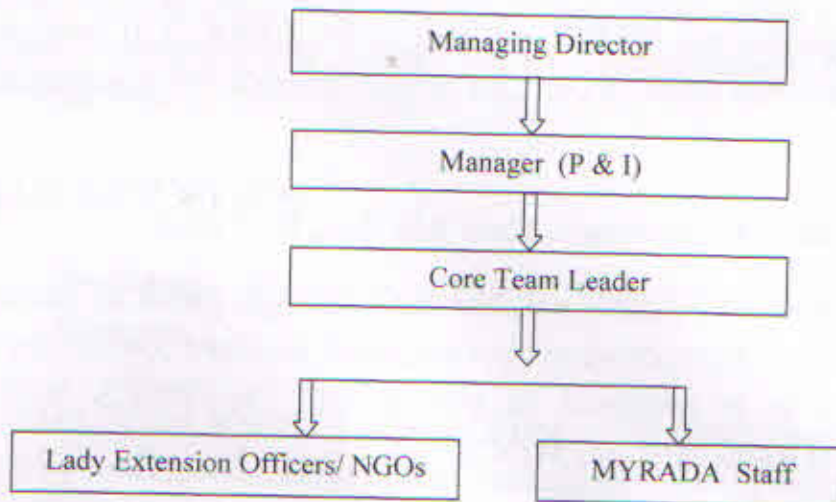 Managing Director
Manager (P & I)
Core Team Leader
Lady Extension Officers/ NGOs
MYRADA Staff